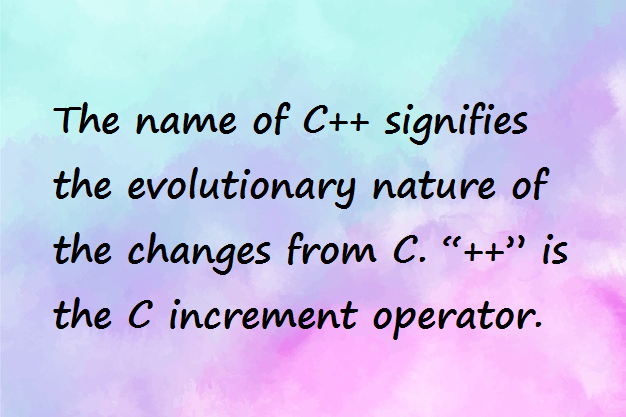 The name of C++ signifies
the evolutionary nature of
the changes from C. “++” is
the C increment operator.